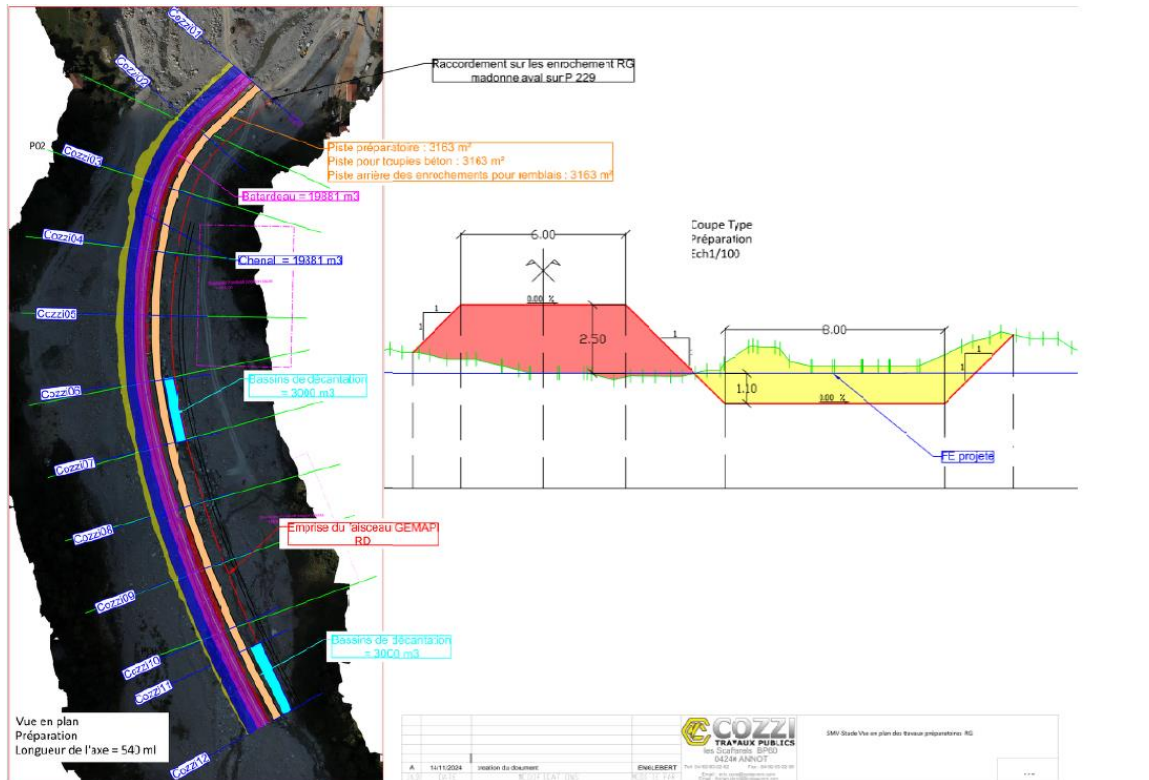 Cozzi01
Cozzi02
P02
Cozzi03
Cozzi04
Cozzi05
Cozzi06
Cozzi07
Cozzi08
Cozzi09
Cozzi10
Cozzi11
Cozzi12
Raccordement sur les enrochement RG
madonne aval sur P 229
Piste préparatoire : 3163 m²
Piste pour toupies béton : 3163 m²
Piste arrière des enrochements pour remblais : 3163 m²
Batardeau = 19881 m3
Chenal = 19881 m3
Bassins de décantation
= 3000 m3
Emprise du faisceau GEMAPI
RD
Bassins de décantation
= 3000 m3
Vue en plan
Préparation
Longueur de l'axe = 540 ml
Coupe Type
Préparation
Ech1/100
6.00
0.00 %
1
1
2.50
1
1
8.00
1.10
0.00 %
1
1
FE projeté
A 14/11/2024 création du document ENGLEBERT
COZZI
TRAVAUX PUBLICS
les Scaffarels BP60
04240 ANNOT
SMV-Stade Vue en plan des travaux préparatoires RG